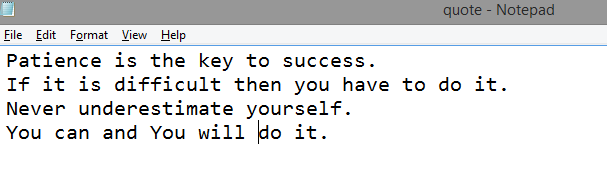 quote - Notepad
File Edit Format View Help
Patience is the key to success.
If it is difficult then you have to do it.
Never underestimate yourself.
You can and You will do it.